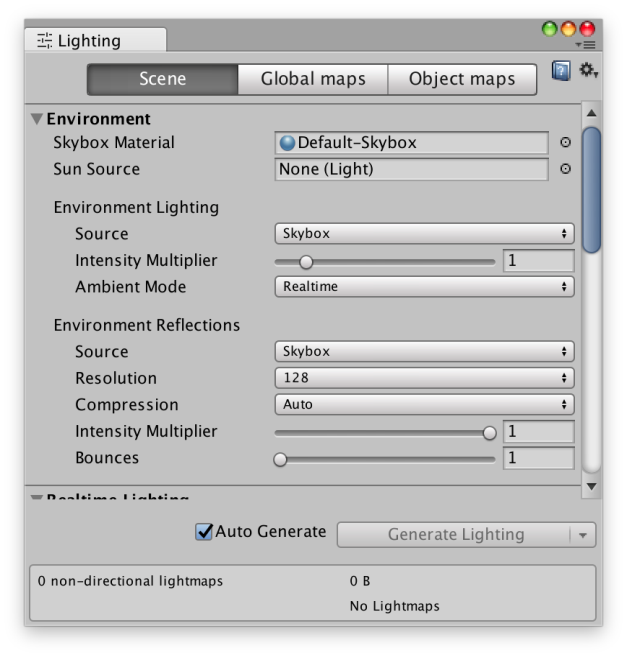 Lighting
Scene Global maps Object maps
Environment
Skybox Material Default-Skybox
Sun Source None (Light)
Environment Lighting
Source Skybox
Intensity Multiplier 1
Ambient Mode Realtime
Environment Reflections
Source Skybox
Resolution 128
Compression Auto
Intensity Multiplier 1
Bounces 1
Realtime Lighting
Auto Generate Generate Lighting
0 non-directional lightmaps 0 B
No Lightmaps